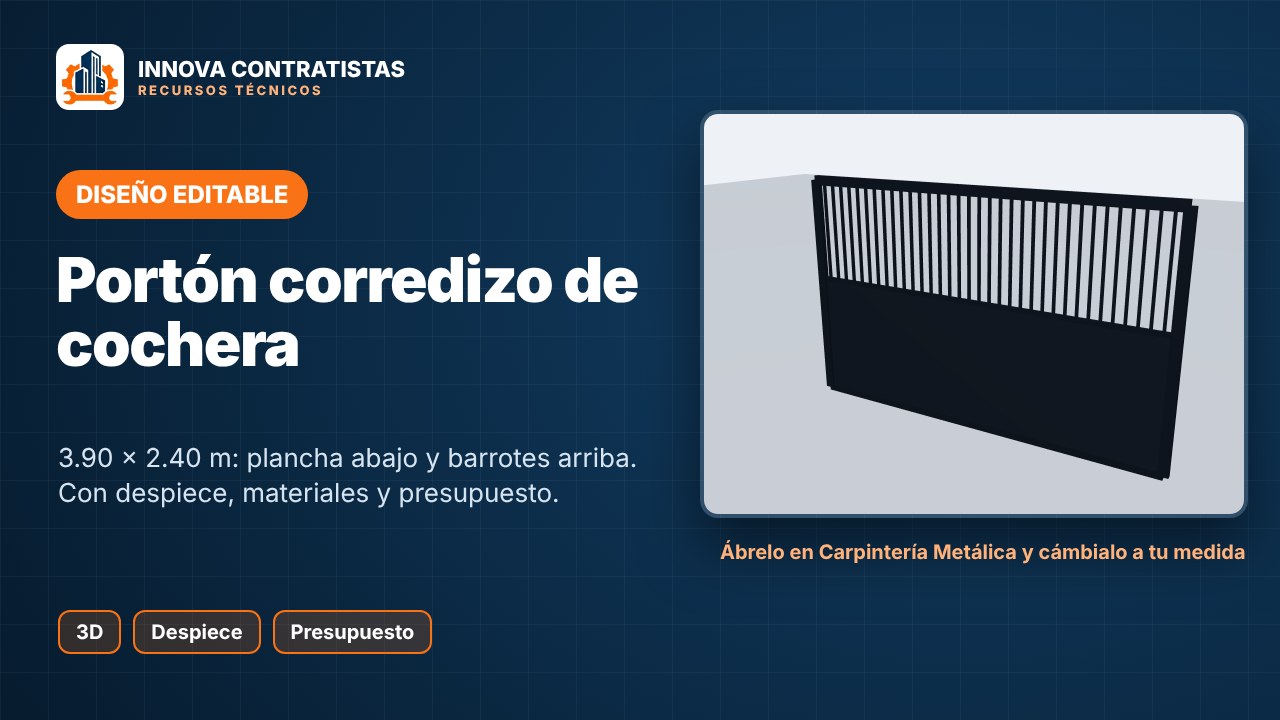 INNOVA CONTRATISTAS
RECURSOS TÉCNICOS
DISEÑO EDITABLE
Portón corredizo de
cochera
3.90 × 2.40 m: plancha abajo y barrotes arriba.
Con despiece, materiales y presupuesto.
Ábrelo en Carpintería Metálica y cámbialo a tu medida
3D
Despiece
Presupuesto